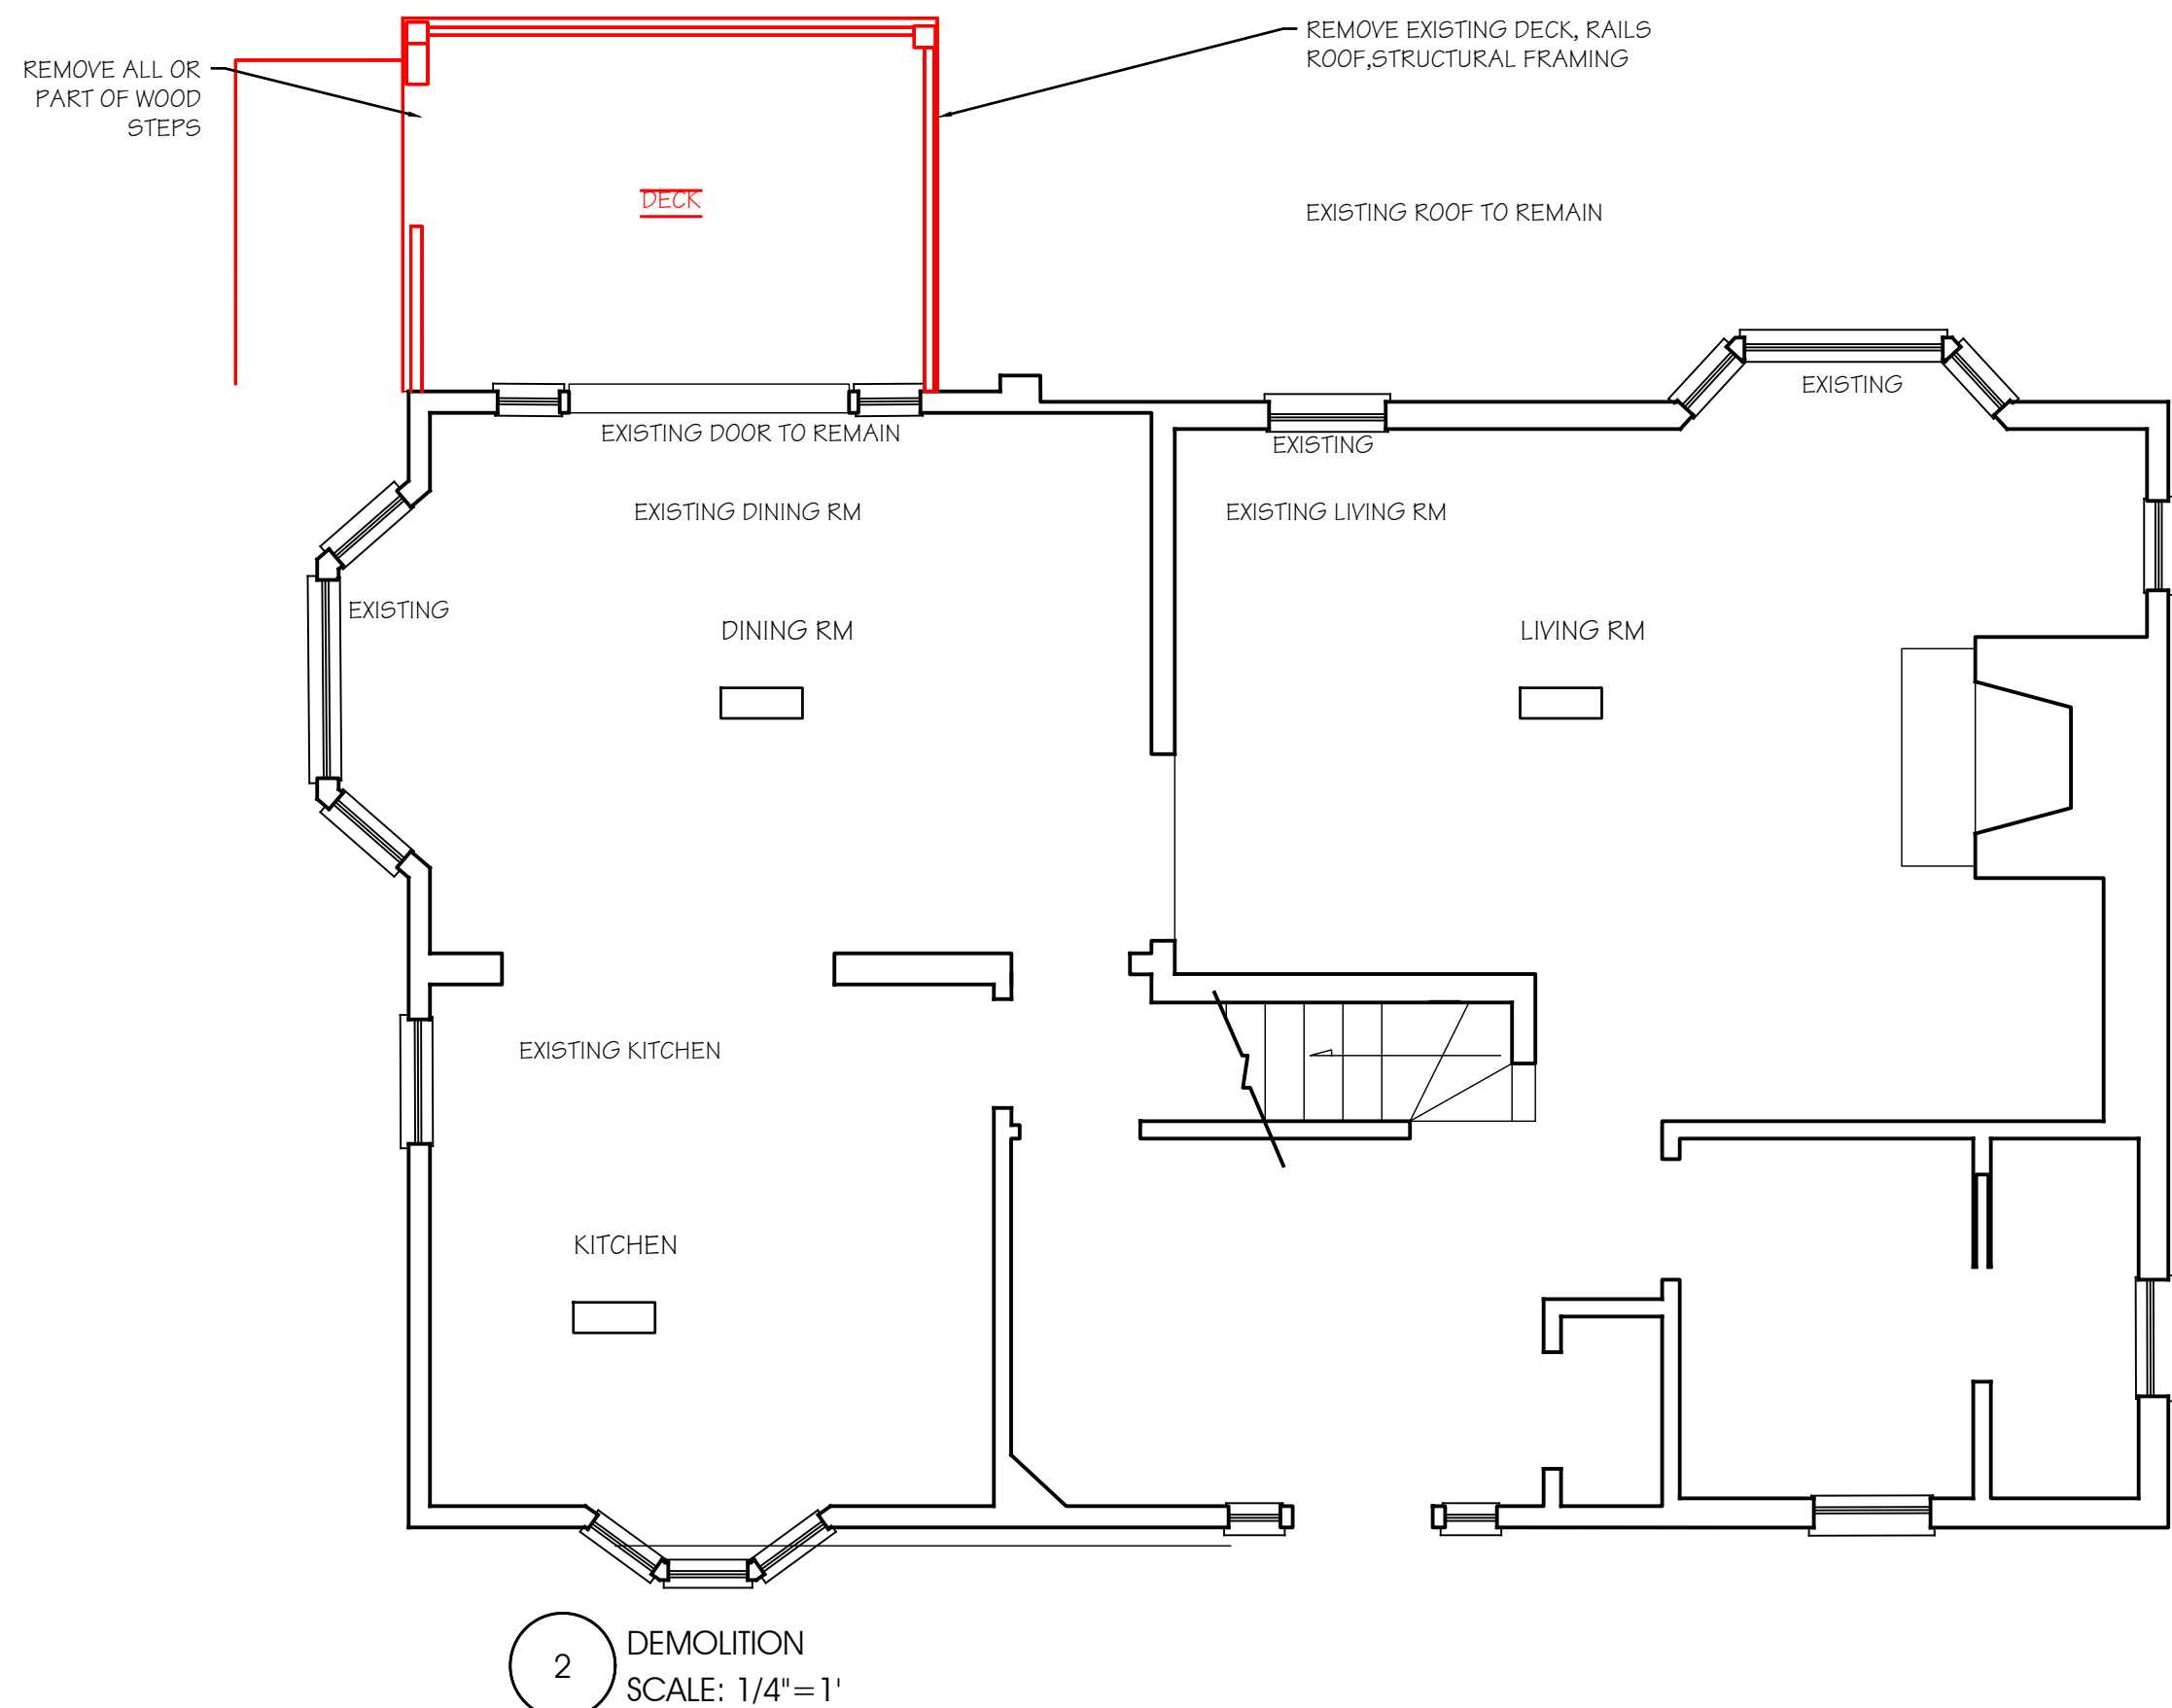 REMOVE ALL OR
PART OF WOOD
STEPS
REMOVE EXISTING DECK, RAILS
ROOF,STRUCTURAL FRAMING
DECK
EXISTING ROOF TO REMAIN
EXISTING
EXISTING DOOR TO REMAIN
EXISTING
EXISTING DINING RM
EXISTING LIVING RM
EXISTING
DINING RM
LIVING RM
EXISTING KITCHEN
KITCHEN
2
DEMOLITION
SCALE: 1/4"=1'